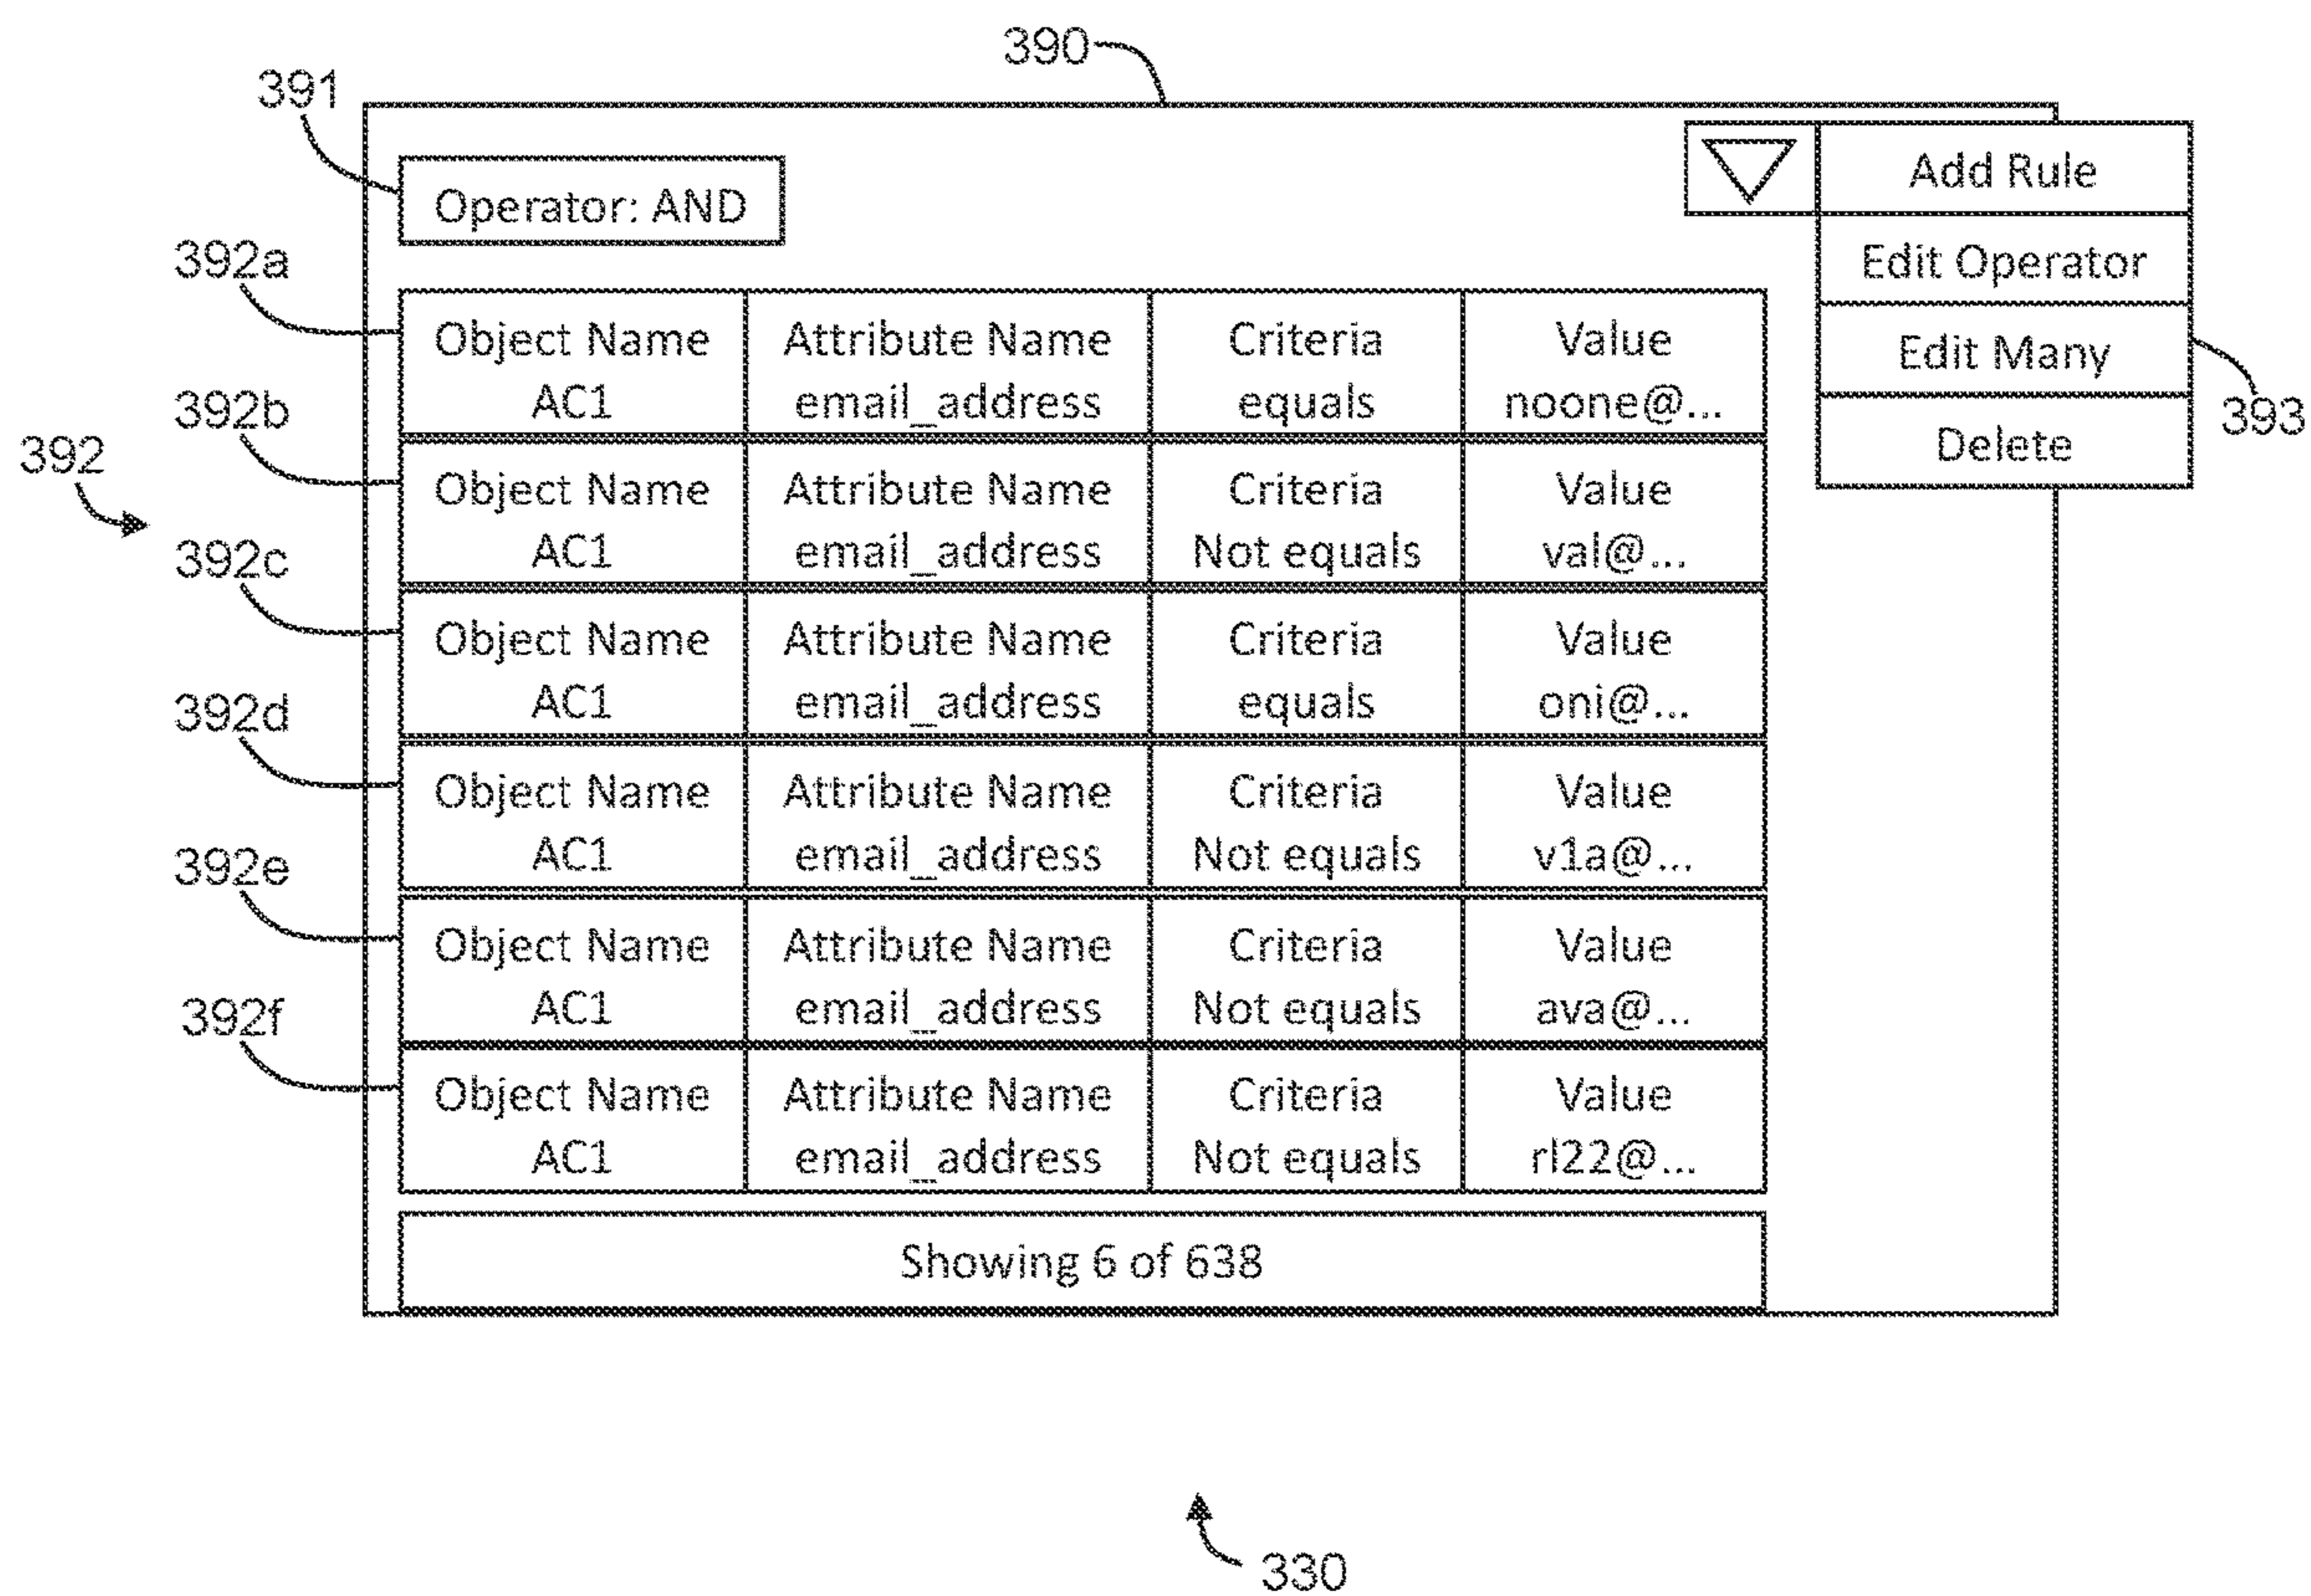 390
391
Operator: AND
Add Rule
Edit Operator
Edit Many
Delete
393
392
392a
Object Name Attribute Name Criteria Value
AC1 email_address equals noone@...
392b
Object Name Attribute Name Criteria Value
AC1 email_address Not equals val@...
392c
Object Name Attribute Name Criteria Value
AC1 email_address equals oni@...
392d
Object Name Attribute Name Criteria Value
AC1 email_address Not equals v1a@...
392e
Object Name Attribute Name Criteria Value
AC1 email_address Not equals ava@...
392f
Object Name Attribute Name Criteria Value
AC1 email_address Not equals rl22@...
Showing 6 of 638
330